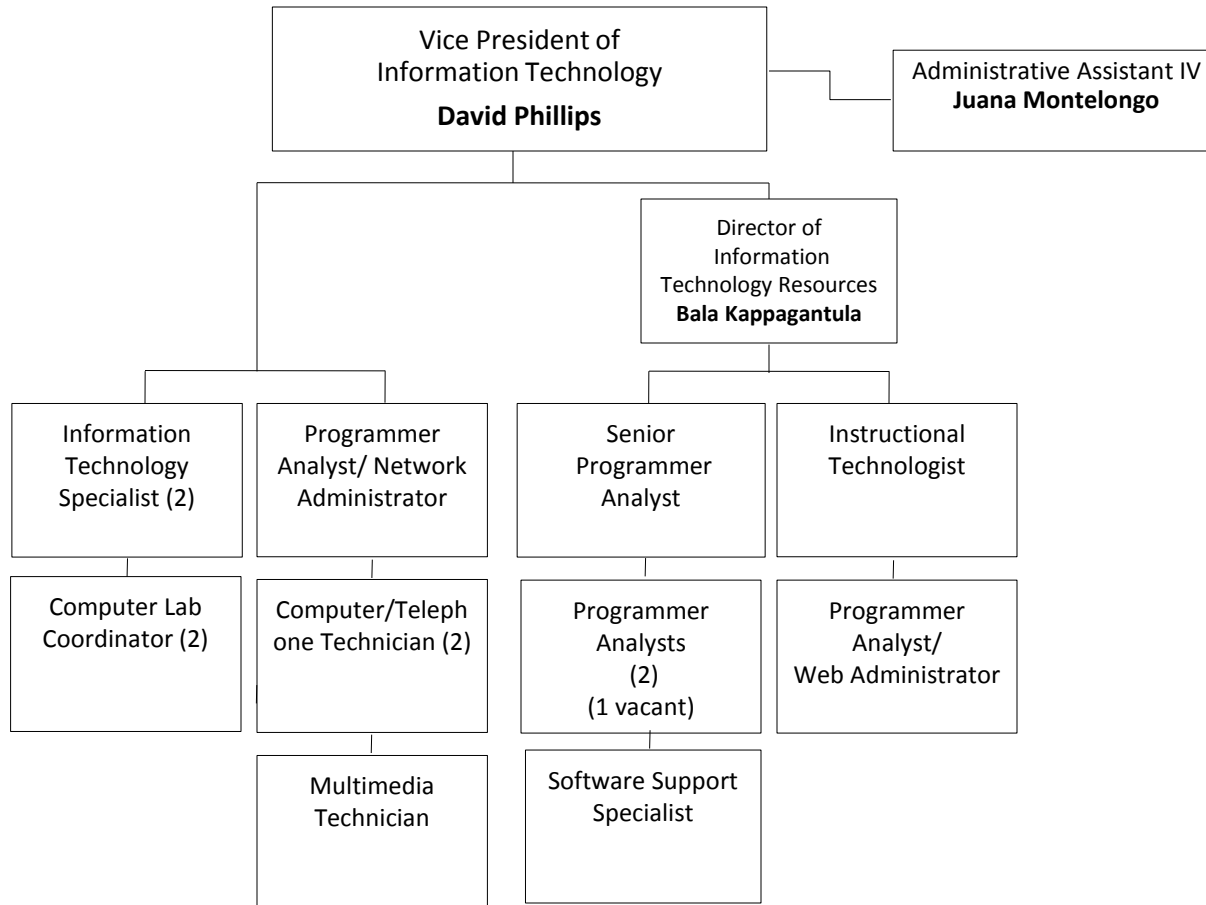 Vice President of
Information Technology
David Phillips
Administrative Assistant IV
Juana Montelongo
Director of
Information
Technology Resources
Bala Kappagantula
Information
Technology
Specialist (2)
Programmer
Analyst/ Network
Administrator
Senior
Programmer
Analyst
Instructional
Technologist
Computer Lab
Coordinator (2)
Computer/Teleph
one Technician (2)
Programmer
Analysts
(2)
(1 vacant)
Programmer
Analyst/
Web Administrator
Multimedia
Technician
Software Support
Specialist